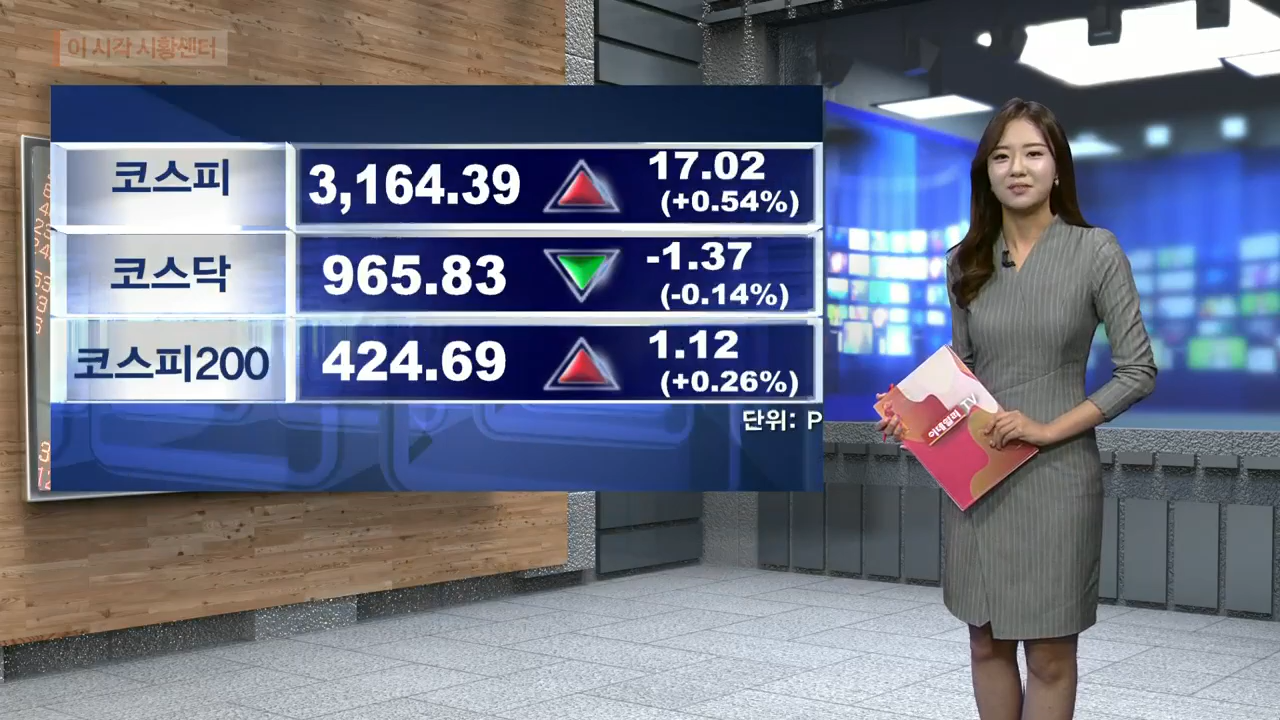 이 시각 시황센터
코스피 3,164.39 17.02
(+0.54%)
코스닥 965.83 -1.37
(-0.14%)
코스피200 424.69 1.12
(+0.26%)
단위: P
이데일리 TV